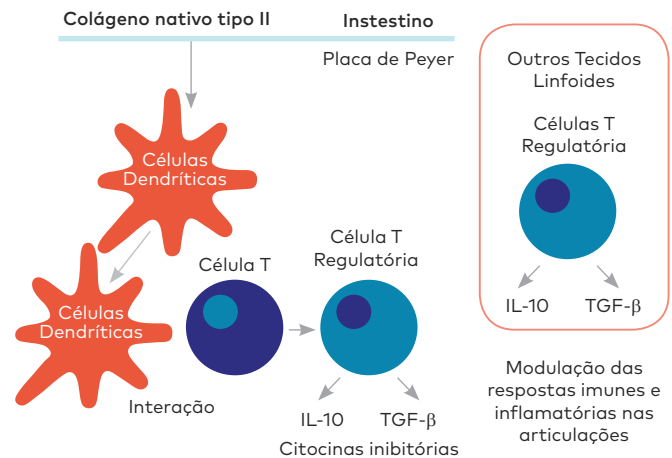 Colágeno nativo tipo II
Instestino
Placa de Peyer
Células
Dendríticas
Células
Dendríticas
Interação
Célula T
Célula T
Regulatória
IL-10
TGF-β
Citocinas inibitórias
Outros Tecidos
Linfoides
Células T
Regulatória
IL-10
TGF-β
Modulação das
respostas imunes e
inflamatórias nas
articulações